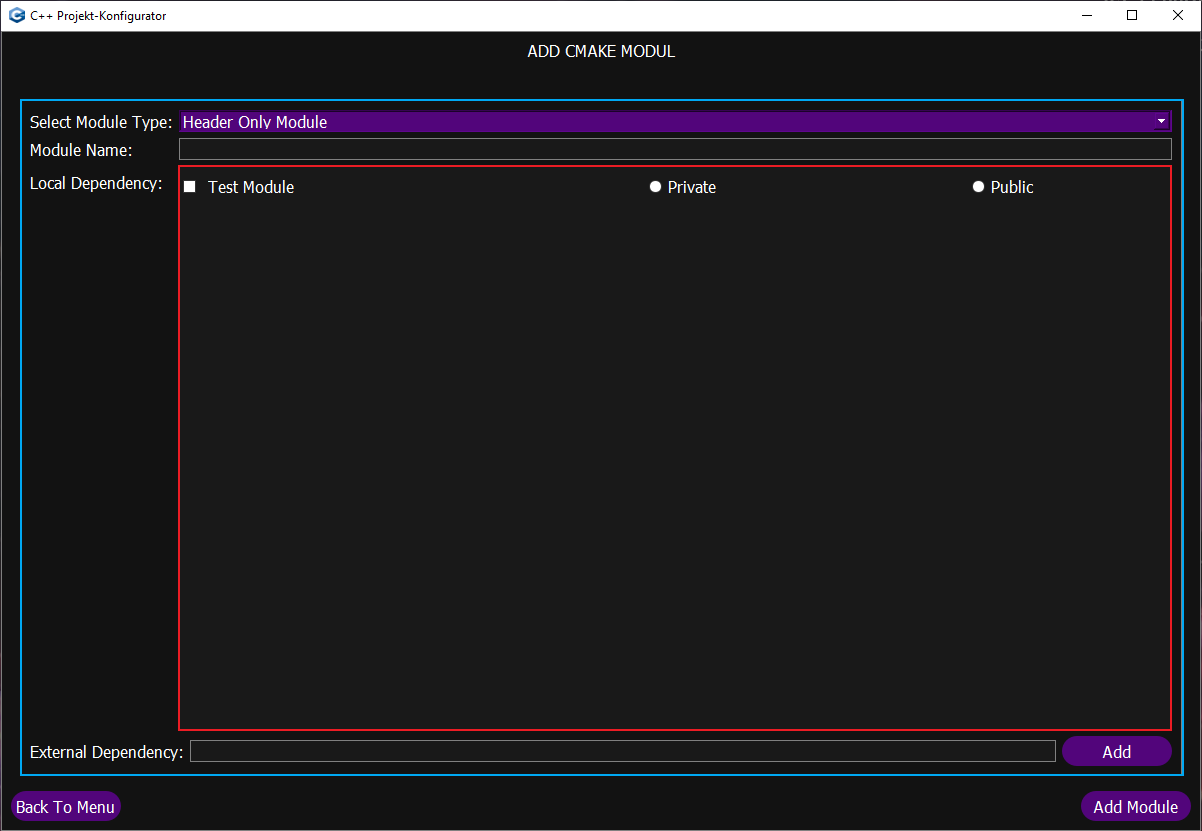 C++ Projekt-Konfigurator
ADD CMAKE MODUL
Select Module Type: Header Only Module
Module Name:
Local Dependency: Test Module Private Public
External Dependency: Add
Back To Menu Add Module